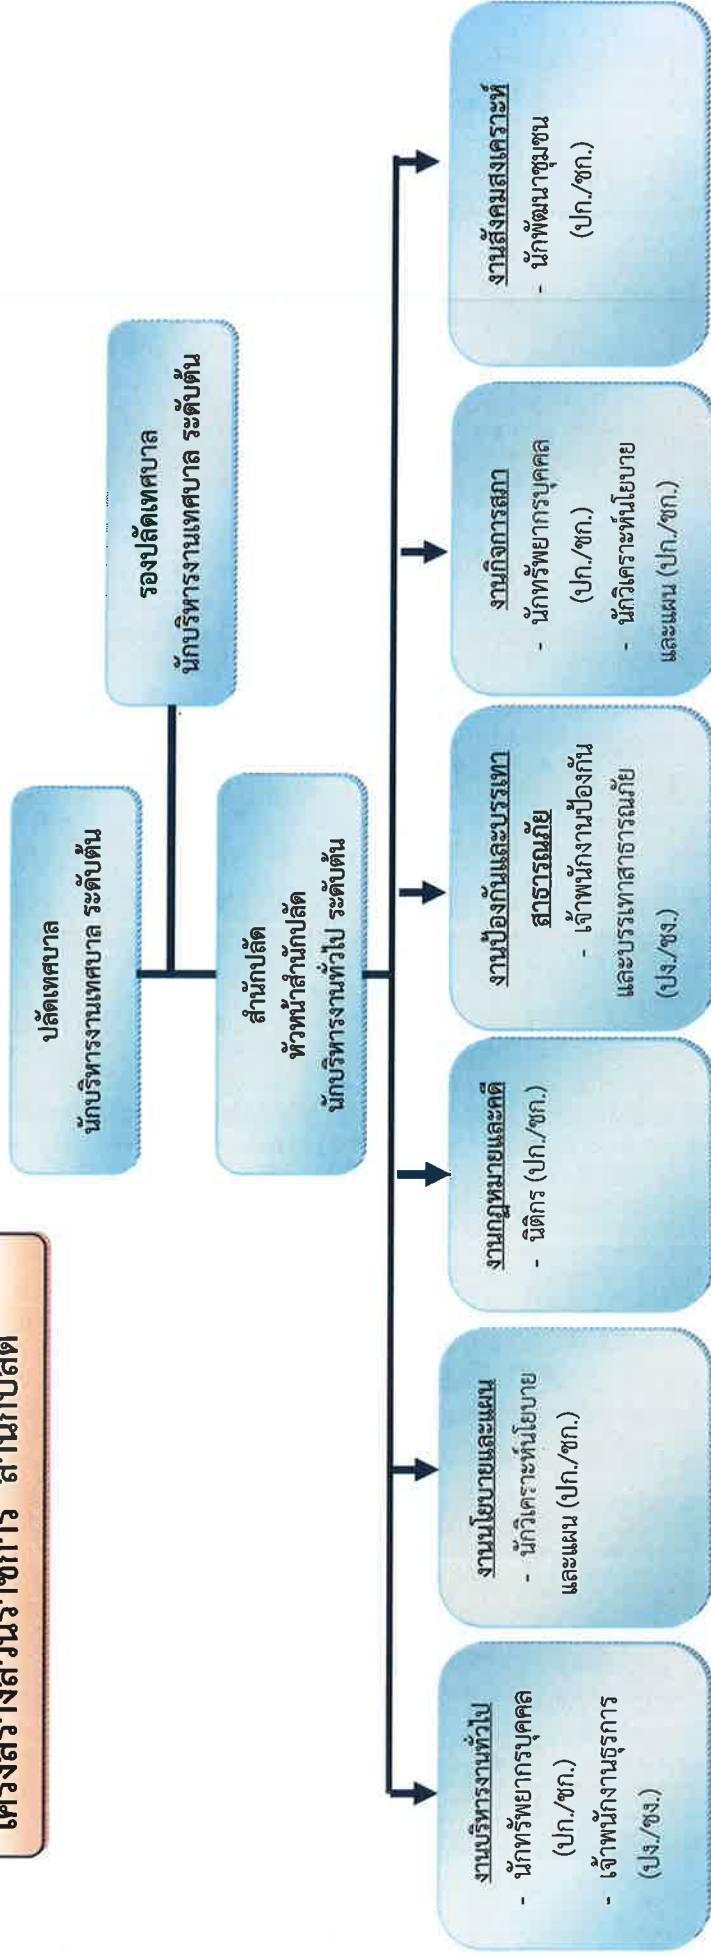 โครงสร้างส่วนราชการ สำนักปลัด
ปลัดเทศบาล
นักบริหารงานเทศบาล ระดับต้น
รองปลัดเทศบาล
นักบริหารงานเทศบาล ระดับต้น
สำนักปลัด
หัวหน้าสำนักปลัด
นักบริหารงานทั่วไป ระดับต้น
งานบริหารงานทั่วไป
- นักทรัพยากรบุคคล
(ปก./ชก.)
- เจ้าพนักงานธุรการ
(ปง./ชง.)
งานนโยบายและแผน
- นักวิเคราะห์นโยบาย
และแผน (ปก./ชก.)
งานกฎหมายและคดี
- นิติกร (ปก./ชก.)
งานป้องกันและบรรเทา
สาธารณภัย
- เจ้าพนักงานป้องกัน
และบรรเทาสาธารณภัย
(ปง./ชง.)
งานกิจการสภา
- นักทรัพยากรบุคคล
(ปก./ชก.)
- นักวิเคราะห์นโยบาย
และแผน (ปก./ชก.)
งานสังคมสงเคราะห์
- นักพัฒนาชุมชน
(ปก./ชก.)